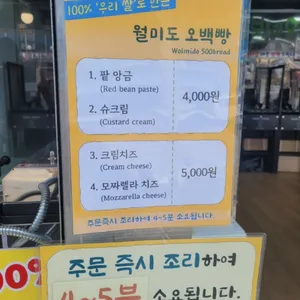 100% '우리 쌀'로 만든
월미도 오백빵
Wolmido 500bread
1. 팥 앙금
(Red bean paste)
2. 슈크림
(Custard cream)
4,000원
3. 크림치즈
(Cream cheese)
4. 모짜렐라 치즈
(Mozzarella cheese)
5,000원
주문즉시 조리하여 4~5분 소요됩니다.
주문 즉시 조리하여
00%
4~5분 소요됩니다.